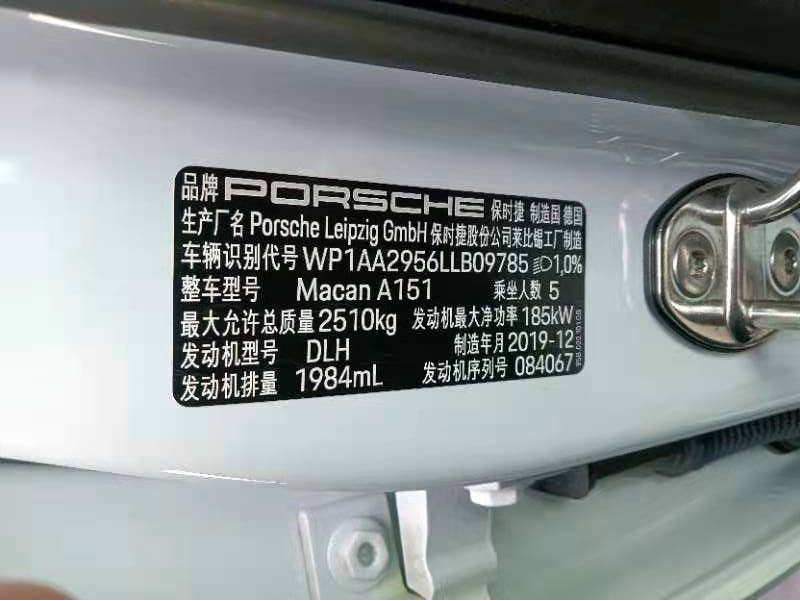 品牌 PORSCHE 保时捷 制造国 德国
生产厂名 Porsche Leipzig GmbH 保时捷股份公司莱比锡工厂制造
车辆识别代号 WP1AA2956LLB09785 1,0%
整车型号 Macan A151 乘坐人数 5
最大允许总质量 2510kg 发动机最大净功率 185kW
发动机型号 DLH 制造年月 2019-12
发动机排量 1984mL 发动机序列号 084067